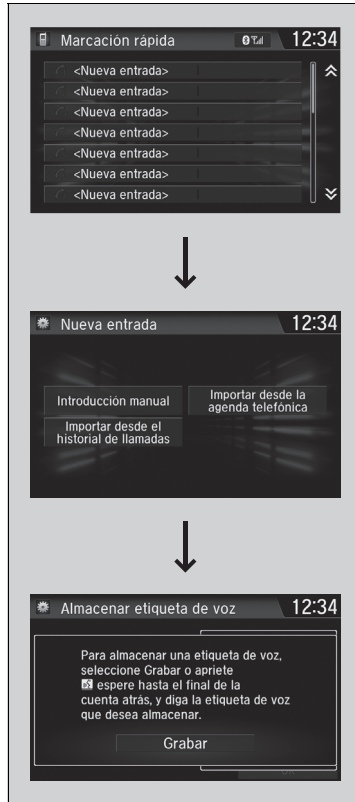 Marcación rápida
12:34
<Nueva entrada>
<Nueva entrada>
<Nueva entrada>
<Nueva entrada>
<Nueva entrada>
<Nueva entrada>
<Nueva entrada>
Nueva entrada
12:34
Introducción manual
Importar desde la
agenda telefónica
Importar desde el
historial de llamadas
Almacenar etiqueta de voz
12:34
Para almacenar una etiqueta de voz,
seleccione Grabar o apriete
espere hasta el final de la
cuenta atrás, y diga la etiqueta de voz
que desea almacenar.
Grabar